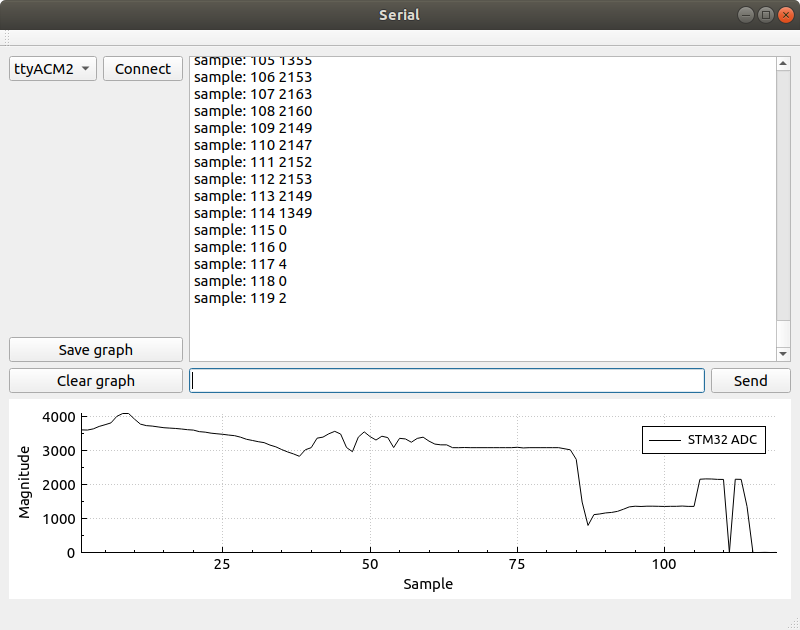 Serial
ttyACM2
Connect
sample: 105 1355
sample: 106 2153
sample: 107 2163
sample: 108 2160
sample: 109 2149
sample: 110 2147
sample: 111 2152
sample: 112 2153
sample: 113 2149
sample: 114 1349
sample: 115 0
sample: 116 0
sample: 117 4
sample: 118 0
sample: 119 2
Save graph
Clear graph
Send
4000
3000
2000
1000
0
Magnitude
STM32 ADC
25 50 75 100
Sample